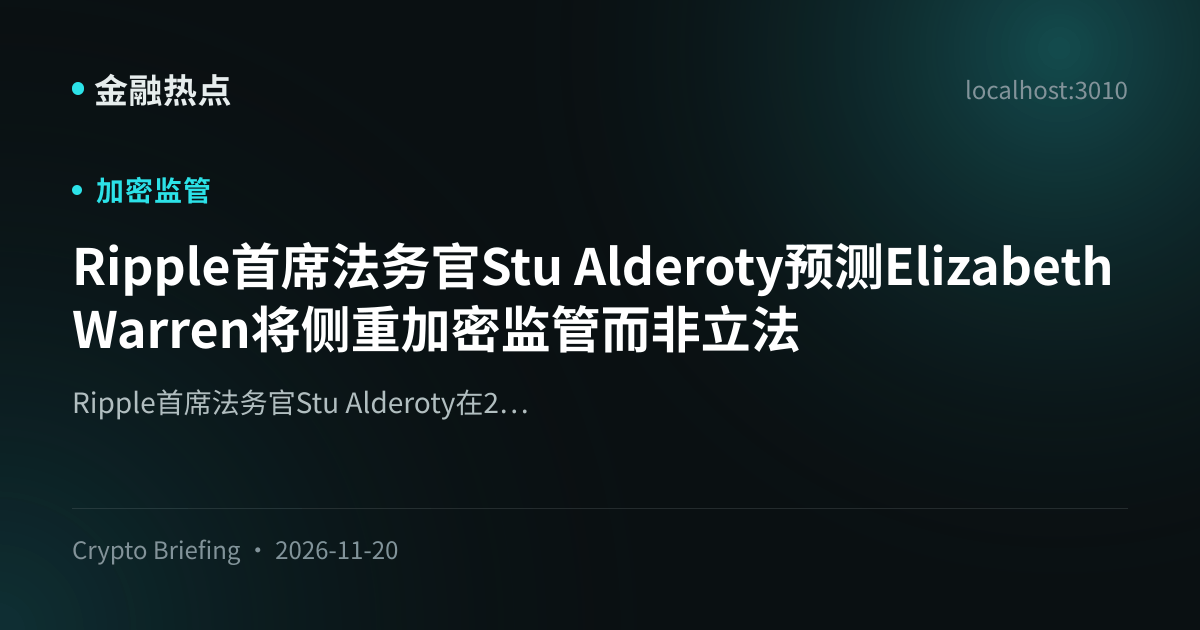 金融热点
localhost:3010
加密监管
Ripple首席法务官Stu Alderoty预测Elizabeth
Warren将侧重加密监管而非立法
Ripple首席法务官Stu Alderoty在2…
Crypto Briefing · 2026-11-20